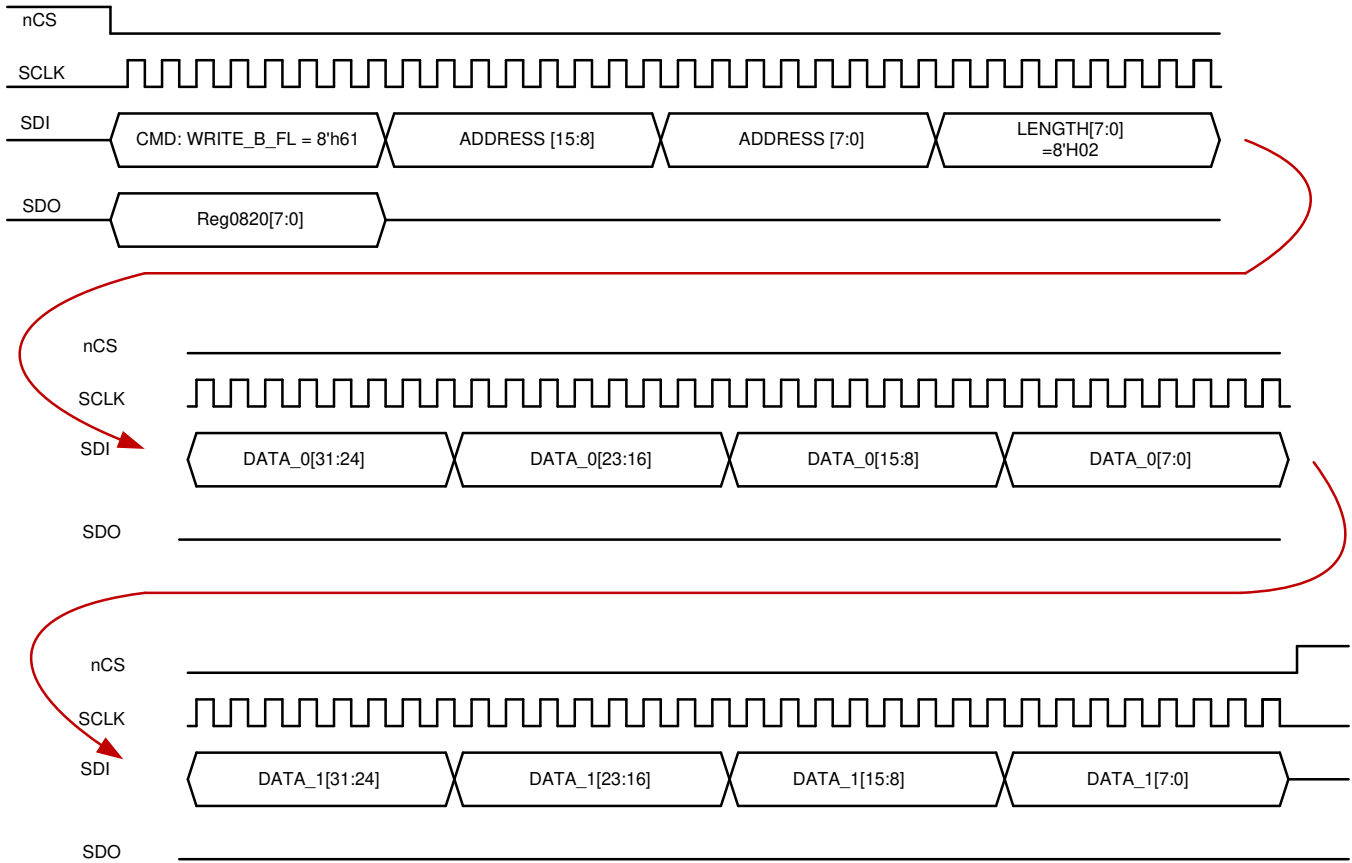 nCS
SCLK
SDI
CMD: WRITE_B_FL = 8'h61
ADDRESS [15:8]
ADDRESS [7:0]
LENGTH[7:0]
=8'H02
SDO
Reg0820[7:0]
nCS
SCLK
SDI
DATA_0[31:24]
DATA_0[23:16]
DATA_0[15:8]
DATA_0[7:0]
SDO
nCS
SCLK
SDI
DATA_1[31:24]
DATA_1[23:16]
DATA_1[15:8]
DATA_1[7:0]
SDO